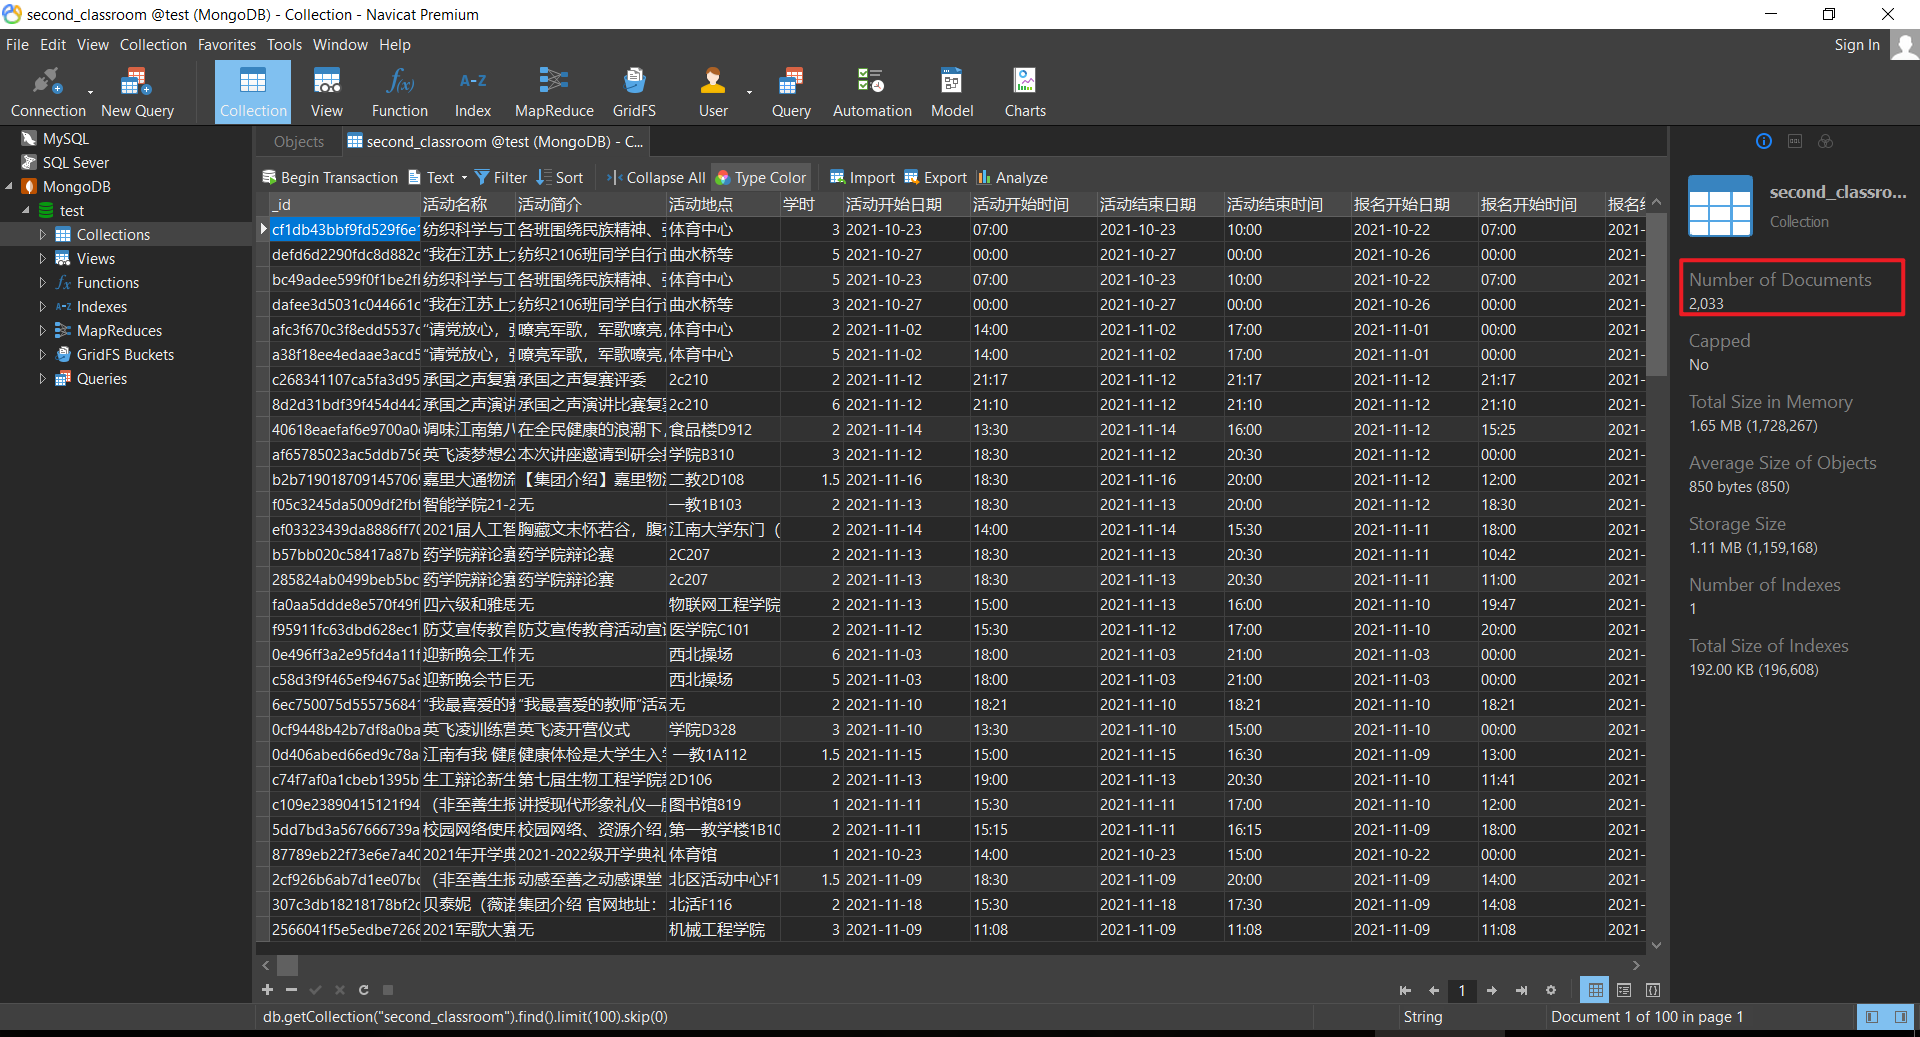 second_classroom @test (MongoDB) - Collection - Navicat Premium
File Edit View Collection Favorites Tools Window Help Sign In
Connection New Query Collection View Function Index MapReduce GridFS User Query Automation Model Charts
MySQL
SQL Sever
MongoDB
test
Collections
Views
Functions
Indexes
MapReduces
GridFS Buckets
Queries
Objects second_classroom @test (MongoDB) - C...
Begin Transaction Text Filter Sort Collapse All Type Color Import Export Analyze
_id 活动名称 活动简介 活动地点 学时 活动开始日期 活动开始时间 活动结束日期 活动结束时间 报名开始日期 报名开始时间 报名
cf1db43bbf9fd529f6e 纺织科学与工 各班围绕民族精神、 体育中心 3 2021-10-23 07:00 2021-10-23 10:00 2021-10-22 07:00 2021-
defd6d2290fdc8d882c “我在江苏上 纺织2106班同学自行 曲水桥等 5 2021-10-27 00:00 2021-10-27 00:00 2021-10-26 00:00 2021-
bc49adee599f0f1be2f 纺织科学与工 各班围绕民族精神、 体育中心 5 2021-10-23 07:00 2021-10-23 10:00 2021-10-22 07:00 2021-
dafee3d5031c044661c “我在江苏上 纺织2106班同学自行 曲水桥等 3 2021-10-27 00:00 2021-10-27 00:00 2021-10-26 00:00 2021-
afc3f670c3f8edd5537c “请党放心， 嘹亮军歌，军歌嘹亮， 体育中心 2 2021-11-02 14:00 2021-11-02 17:00 2021-11-01 00:00 2021-
a38f18ee4edaae3acd5 “请党放心， 嘹亮军歌，军歌嘹亮， 体育中心 5 2021-11-02 14:00 2021-11-02 17:00 2021-11-01 00:00 2021-
c268341107ca5fa3d95 承国之声复赛 承国之声复赛评委 2c210 2 2021-11-12 21:17 2021-11-12 21:17 2021-11-12 21:17 2021-
8d2d31bdf39f454d442 承国之声演讲 承国之声演讲比赛复赛 2c210 6 2021-11-12 21:10 2021-11-12 21:10 2021-11-12 21:10 2021-
40618eaefaf6e9700a0 调味江南第八 在全民健康的浪潮下， 食品楼D912 2 2021-11-14 13:30 2021-11-14 16:00 2021-11-12 15:25 2021-
af65785023ac5ddb756 英飞凌梦想公 本次讲座邀请到研会 学院B310 3 2021-11-12 18:30 2021-11-12 20:30 2021-11-12 00:00 2021-
b2b719018709145706 嘉里大通物流 【集团介绍】嘉里物流 二教2D108 1.5 2021-11-16 18:30 2021-11-16 20:00 2021-11-12 12:00 2021-
f05c3245da5009df2fb 智能学院21-2 无 一教1B103 2 2021-11-13 18:30 2021-11-13 20:00 2021-11-12 18:30 2021-
ef03323439da8886ff7 2021届人工智 胸藏文末怀若谷，腹 江南大学东门（ 2 2021-11-14 14:00 2021-11-14 15:30 2021-11-11 18:00 2021-
b57bb020c58417a87b 药学院辩论赛 药学院辩论赛 2C207 2 2021-11-13 18:30 2021-11-13 20:30 2021-11-11 10:42 2021-
285824ab0499beb5bc 药学院辩论赛 药学院辩论赛 2c207 2 2021-11-13 18:30 2021-11-13 20:30 2021-11-11 11:00 2021-
fa0aa5ddde8e570f49f 四六级和雅思 无 物联网工程学院 2 2021-11-13 15:00 2021-11-13 16:00 2021-11-10 19:47 2021-
f95911fc63dbd628ec1 防艾宣传教育 防艾宣传教育活动宣 医学院C101 2 2021-11-12 15:30 2021-11-12 17:00 2021-11-10 20:00 2021-
0e496ff3a2e95fd4a11f 迎新晚会工作 无 西北操场 6 2021-11-03 18:00 2021-11-03 21:00 2021-11-03 00:00 2021-
c58d3f9f465ef94675a8 迎新晚会节目 无 西北操场 5 2021-11-03 18:00 2021-11-03 21:00 2021-11-03 00:00 2021-
6ec750075d555756841 “我最喜爱的 “我最喜爱的教师”活动 无 2 2021-11-10 18:21 2021-11-10 18:21 2021-11-10 18:21 2021-
0cf9448b42b7df8a0ba 英飞凌训练营 英飞凌开营仪式 学院D328 3 2021-11-10 13:30 2021-11-10 15:00 2021-11-10 00:00 2021-
0d406abed66ed9c78a 江南有我 健康 健康体检是大学生入学 一教1A112 1.5 2021-11-15 15:00 2021-11-15 16:30 2021-11-09 13:00 2021-
c74f7af0a1cbeb1395b 生工辩论新生 第七届生物工程学院 2D106 2 2021-11-13 19:00 2021-11-13 20:30 2021-11-10 11:41 2021-
c109e23890415121f94 （非至善生报 讲授现代形象礼仪— 图书馆819 1 2021-11-11 15:30 2021-11-11 17:00 2021-11-10 12:00 2021-
5dd7bd3a567666739a 校园网络使用 校园网络、资源介绍， 第一教学楼1B10 2 2021-11-11 15:15 2021-11-11 16:15 2021-11-09 18:00 2021-
87789eb22f73e6e7a40 2021年开学典 2021-2022级开学典礼 体育馆 1 2021-10-23 14:00 2021-10-23 15:00 2021-10-22 00:00 2021-
2cf926b6ab7d1ee07b （非至善生报 动感至善之动感课堂 北区活动中心F1 1.5 2021-11-09 18:30 2021-11-09 20:00 2021-11-09 14:00 2021-
307c3db18218178bf2c 贝泰妮（薇诺 集团介绍 官网地址： 北活F116 2 2021-11-18 15:30 2021-11-18 17:30 2021-11-09 14:08 2021-
2566041f5e5edbe7268 2021军歌大赛 无 机械工程学院 3 2021-11-09 11:08 2021-11-09 11:08 2021-11-09 11:08 2021-
1
db.getCollection("second_classroom").find().limit(100).skip(0) String Document 1 of 100 in page 1
second_classro...
Collection
Number of Documents
2,033
Capped
No
Total Size in Memory
1.65 MB (1,728,267)
Average Size of Objects
850 bytes (850)
Storage Size
1.11 MB (1,159,168)
Number of Indexes
1
Total Size of Indexes
192.00 KB (196,608)